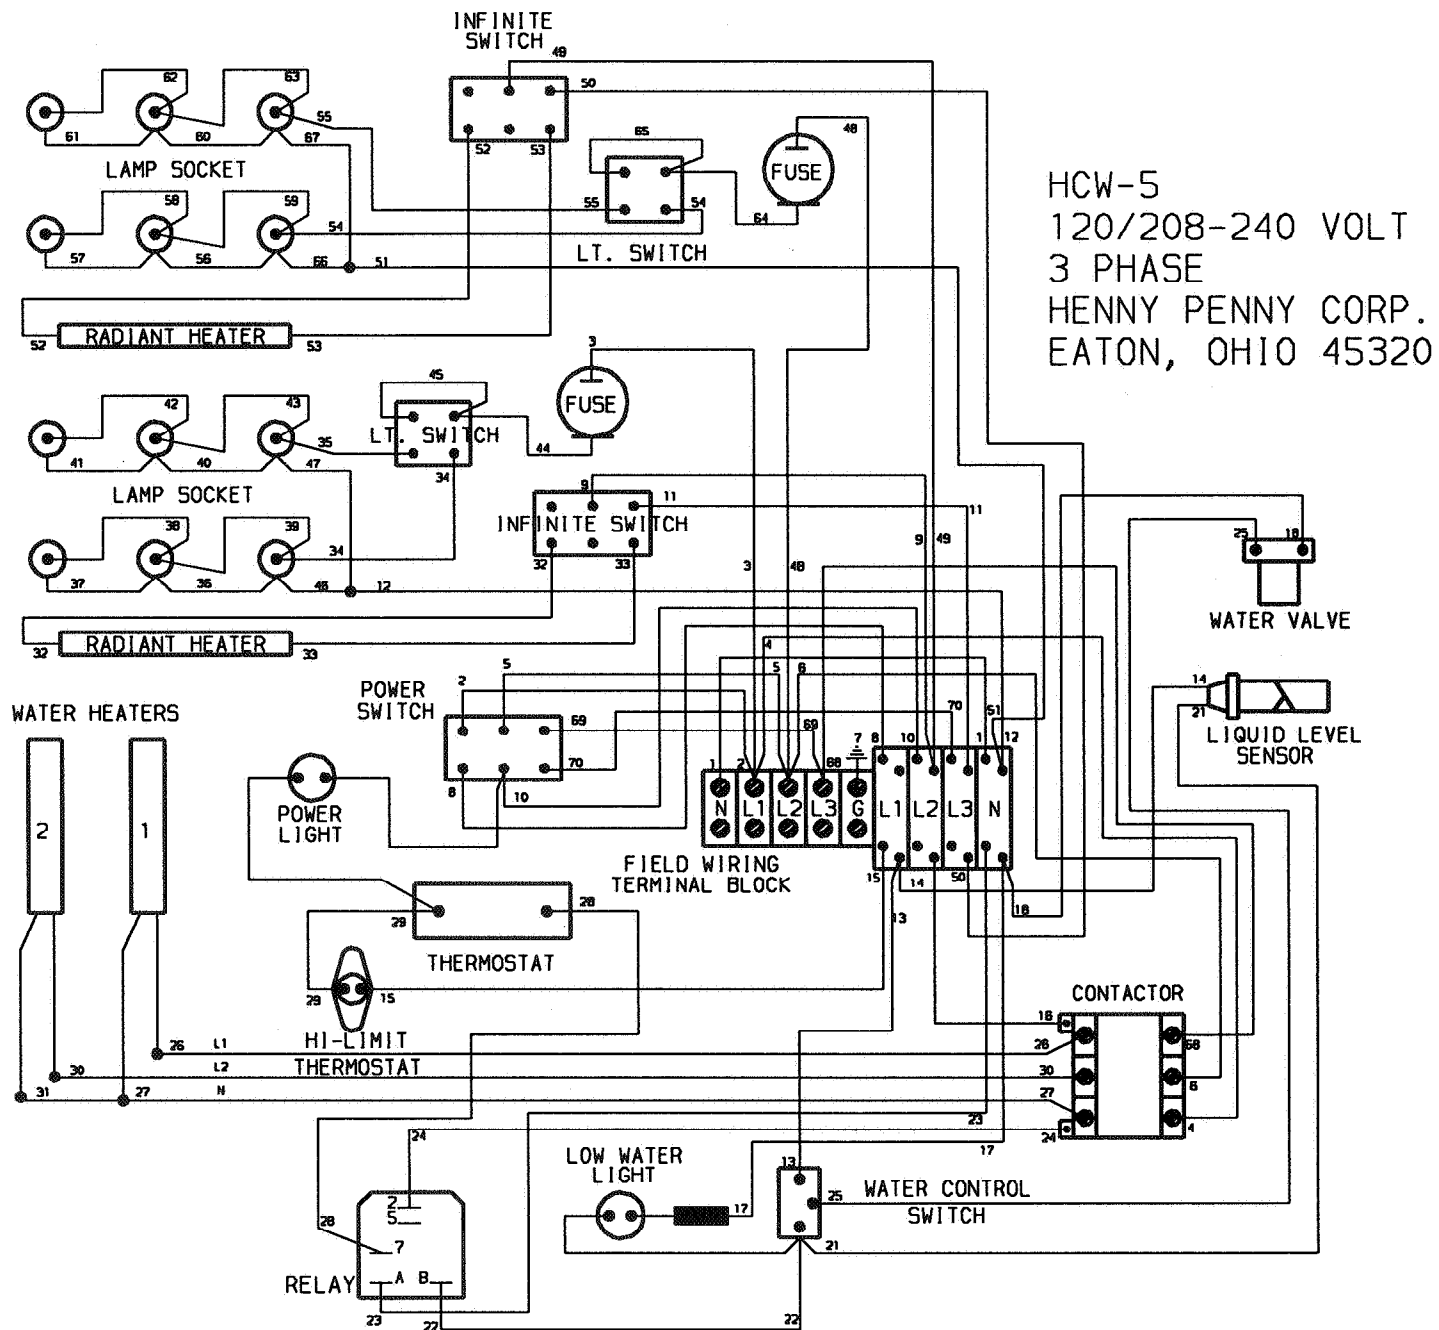 INFINITE
SWITCH
49
50
62
63
55
61
60
67
52
53
65
48
FUSE
LAMP SOCKET
58
59
54
55
54
64
57
56
66
51
LT. SWITCH
HCW-5
120/208-240 VOLT
3 PHASE
HENNY PENNY CORP.
EATON, OHIO 45320
52
RADIANT HEATER
53
3
45
FUSE
42
43
35
LT. SWITCH
44
41
40
47
34
LAMP SOCKET
9
11
11
INFINITE SWITCH
38
39
34
32
33
9
49
3
48
25
18
37
36
46
12
WATER VALVE
32
RADIANT HEATER
33
4
5
6
2
5
POWER
SWITCH
69
70
8
10
WATER HEATERS
2
1
POWER
LIGHT
1
2
69
68
7
8
10
70
1
51
12
N
L1
L2
L3
G
L1
L2
L3
N
14
21
LIQUID LEVEL
SENSOR
FIELD WIRING
TERMINAL BLOCK
15
14
50
18
13
29
28
THERMOSTAT
29
15
HI-LIMIT
THERMOSTAT
CONTACTOR
18
26
L1
26
68
30
L2
30
6
31
27
N
27
4
24
23
24
17
LOW WATER
LIGHT
13
17
25
WATER CONTROL
SWITCH
21
2
5
28
7
RELAY
A
B
23
22
22